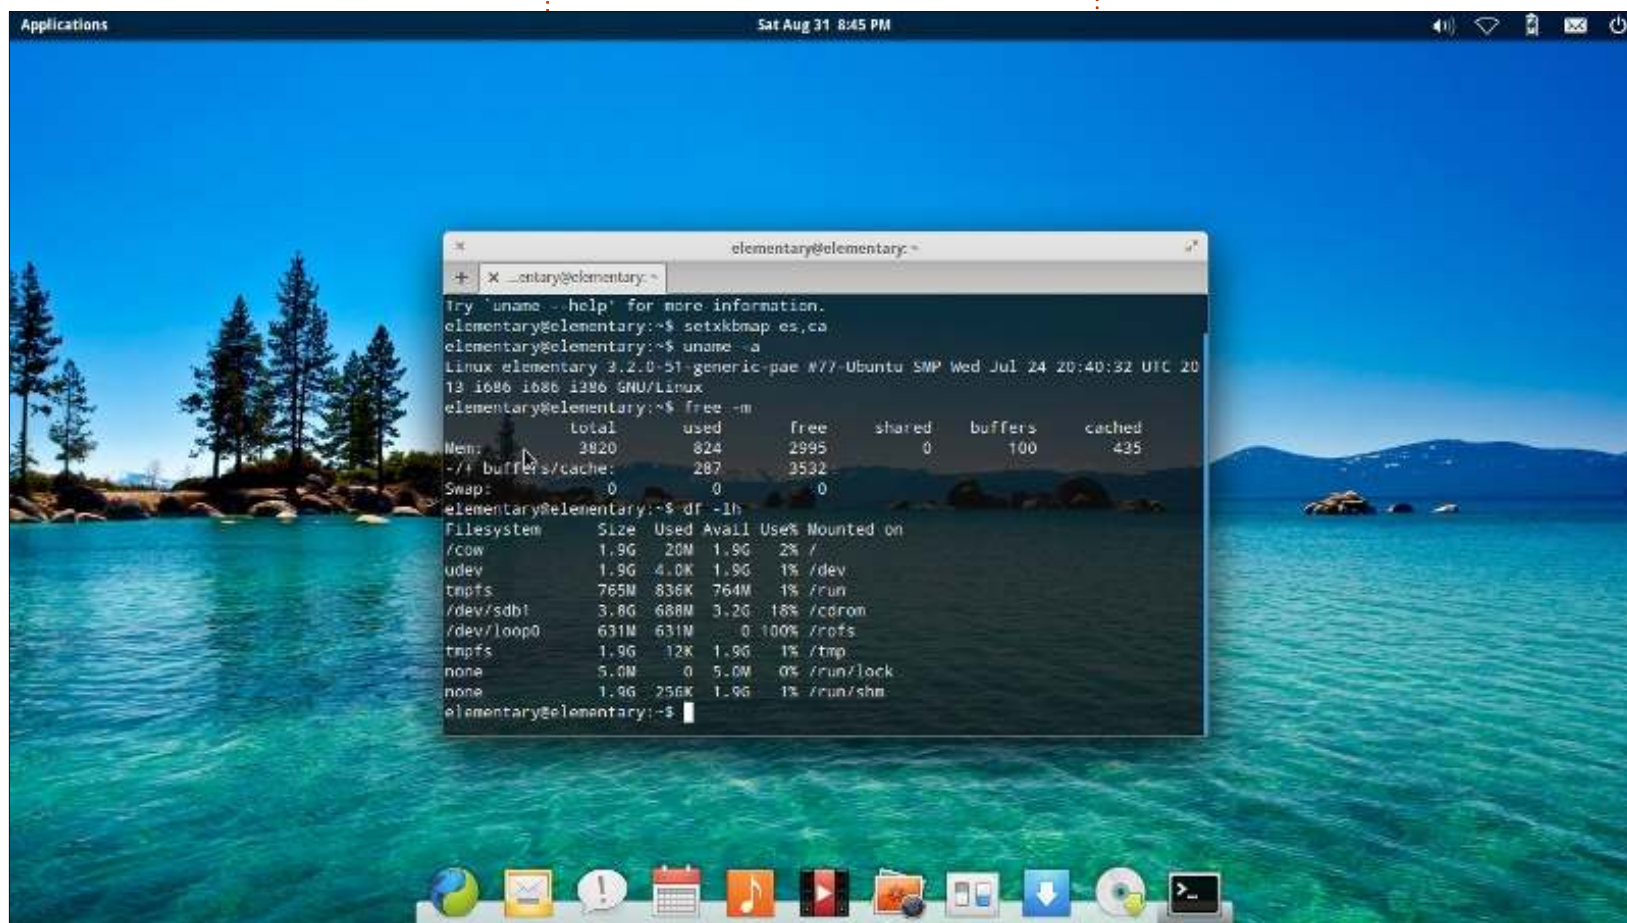 Applications
Sat Aug 31 8:45 PM
elementary@elementary: ~
...entary@elementary: ~
Try `uname --help' for more information.
elementary@elementary:~$ setxkbmap es,ca
elementary@elementary:~$ uname -a
Linux elementary 3.2.0-51-generic-pae #77-Ubuntu SMP Wed Jul 24 20:40:32 UTC 20
13 i686 i686 i386 GNU/Linux
elementary@elementary:~$ free -m
total used free shared buffers cached
Mem: 3820 824 2995 0 100 435
-/+ buffers/cache: 287 3532
Swap: 0 0 0
elementary@elementary:~$ df -lh
Filesystem Size Used Avail Use% Mounted on
/cow 1.9G 20M 1.9G 2% /
udev 1.9G 4.0K 1.9G 1% /dev
tmpfs 765M 836K 764M 1% /run
/dev/sdb1 3.8G 688M 3.2G 18% /cdrom
/dev/loop0 631M 631M 0 100% /rofs
tmpfs 1.9G 12K 1.9G 1% /tmp
none 5.0M 0 5.0M 0% /run/lock
none 1.9G 256K 1.9G 1% /run/shm
elementary@elementary:~$